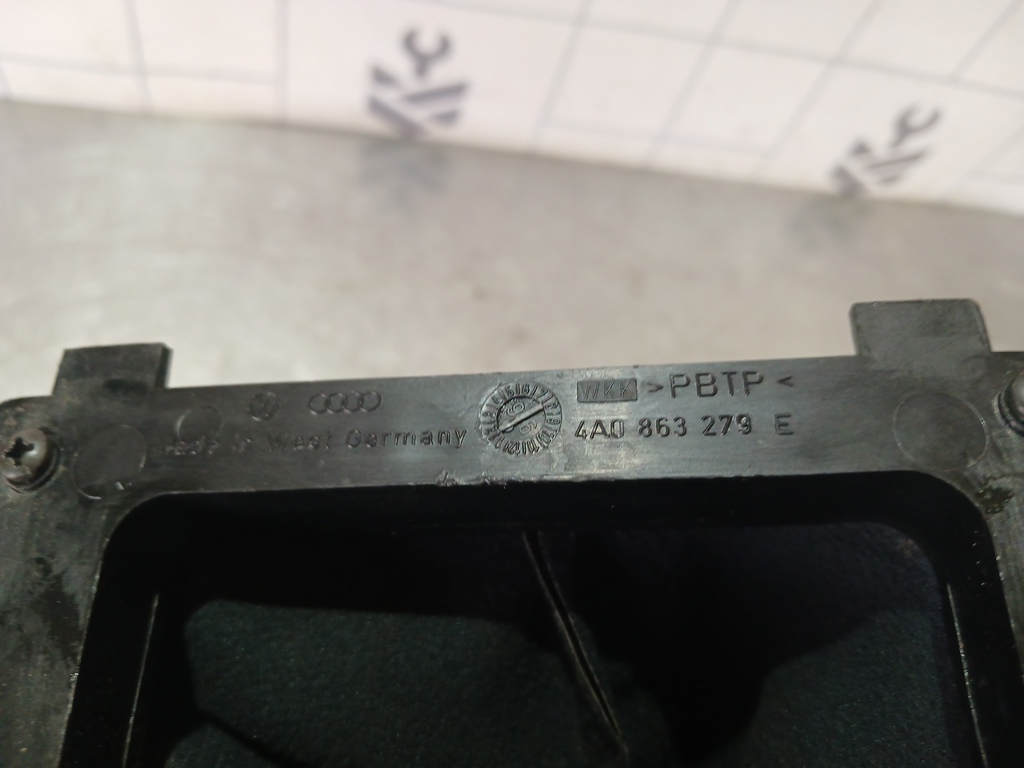 WKK >PBTP<
made in West Germany
4A0 863 279 E